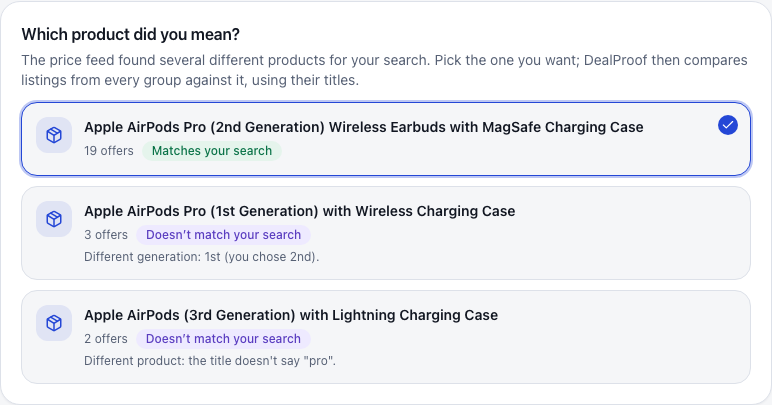 Which product did you mean?
The price feed found several different products for your search. Pick the one you want; DealProof then compares
listings from every group against it, using their titles.
Apple AirPods Pro (2nd Generation) Wireless Earbuds with MagSafe Charging Case
19 offers Matches your search
Apple AirPods Pro (1st Generation) with Wireless Charging Case
3 offers Doesn’t match your search
Different generation: 1st (you chose 2nd).
Apple AirPods (3rd Generation) with Lightning Charging Case
2 offers Doesn’t match your search
Different product: the title doesn't say "pro".